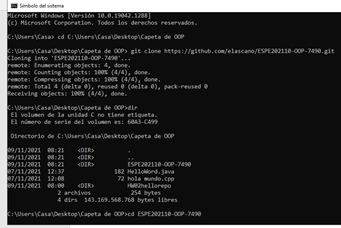 Símbolo del sistema
Microsoft Windows [Versión 10.0.19042.1288]
(c) Microsoft Corporation. Todos los derechos reservados.
C:\Users\Casa> cd C:\Users\Casa\Desktop\Capeta de OOP
C:\Users\Casa\Desktop\Capeta de OOP> git clone https://github.com/elascano/ESPE202110-OOP-7490.git
Cloning into 'ESPE202110-OOP-7490'...
remote: Enumerating objects: 4, done.
remote: Counting objects: 100% (4/4), done.
remote: Compressing objects: 100% (4/4), done.
remote: Total 4 (delta 0), reused 0 (delta 0), pack-reused 0
Receiving objects: 100% (4/4), done.
C:\Users\Casa\Desktop\Capeta de OOP>dir
El volumen de la unidad C no tiene etiqueta.
El número de serie del volumen es: 60A3-C499
Directorio de C:\Users\Casa\Desktop\Capeta de OOP
09/11/2021 08:21 <DIR> .
09/11/2021 08:21 <DIR> ..
09/11/2021 08:21 <DIR> ESPE202110-OOP-7490
07/11/2021 12:37 182 HelloWord.java
07/11/2021 12:08 72 hola mundo.cpp
09/11/2021 08:00 <DIR> HW02hellorepo
2 archivos 254 bytes
4 dirs 143.169.568.768 bytes libres
C:\Users\Casa\Desktop\Capeta de OOP>cd ESPE202110-OOP-7490